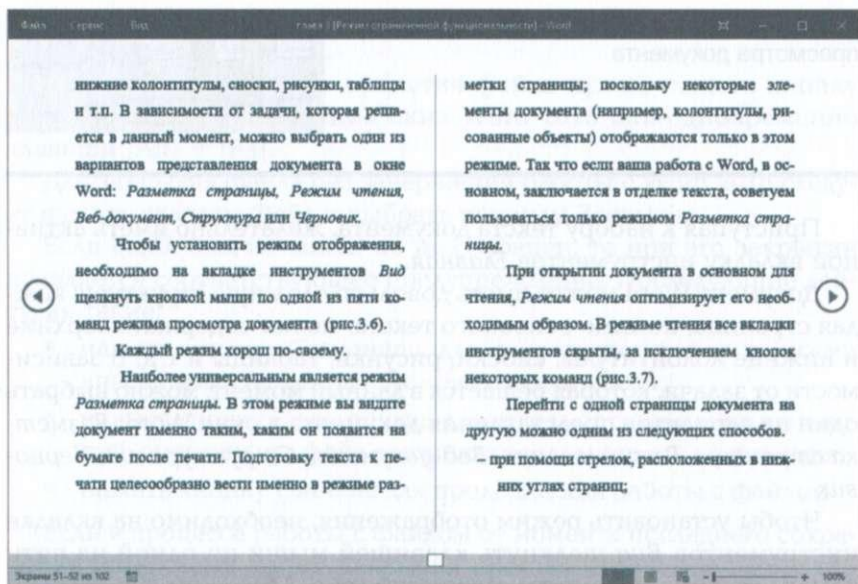 Файл Сервис Вид глава 3 [Режим ограниченной функциональности] - Word
просмотра документа
нижние колонтитулы, сноски, рисунки, таблицы
и т.д. В зависимости от задачи, которая реша-
ется в данный момент, можно выбрать один из
вариантов представления документа в окне
Word: Разметка страницы, Режим чтения,
Веб-документ, Структура или Черновик.
Чтобы установить режим отображения,
необходимо на вкладке инструментов Вид
щелкнуть кнопкой мыши по одной из пяти ко-
манд режима просмотра документа (рис.3.6).
Каждый режим хорош по-своему.
Наиболее универсальным является режим
Разметка страницы. В этом режиме вы видите
документ именно таким, каким он появится на
бумаге после печати. Подготовку текста к пе-
чати целесообразно вести именно в режиме раз-
метки страницы; поскольку некоторые эле-
менты документа (например, колонтитулы, ри-
сованные объекты) отображаются только в этом
режиме. Так что если ваша работа с Word, в ос-
новном, заключается в отделке текста, советуем
пользоваться только режимом Разметка стра-
ницы.
При открытии документа в основном для
чтения, Режим чтения оптимизирует его необ-
ходимым образом. В режиме чтения все вкладки
инструментов скрыты, за исключением кнопок
некоторых команд (рис.3.7).
Перейти с одной страницы документа на
другую можно одним из следующих способов.
– при помощи стрелок, расположенных в ниж-
них углах страниц;
Экраны 51–52 из 102 100%